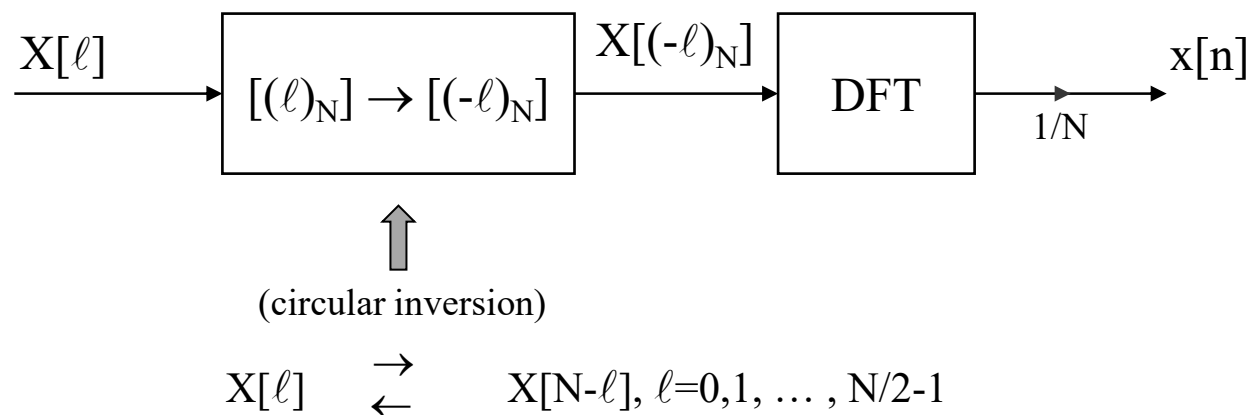 X[ℓ]
[(ℓ)N] → [(-ℓ)N]
X[(-ℓ)N]
DFT
1/N
x[n]
(circular inversion)
X[ℓ] → ← X[N-ℓ], ℓ=0,1, … , N/2-1